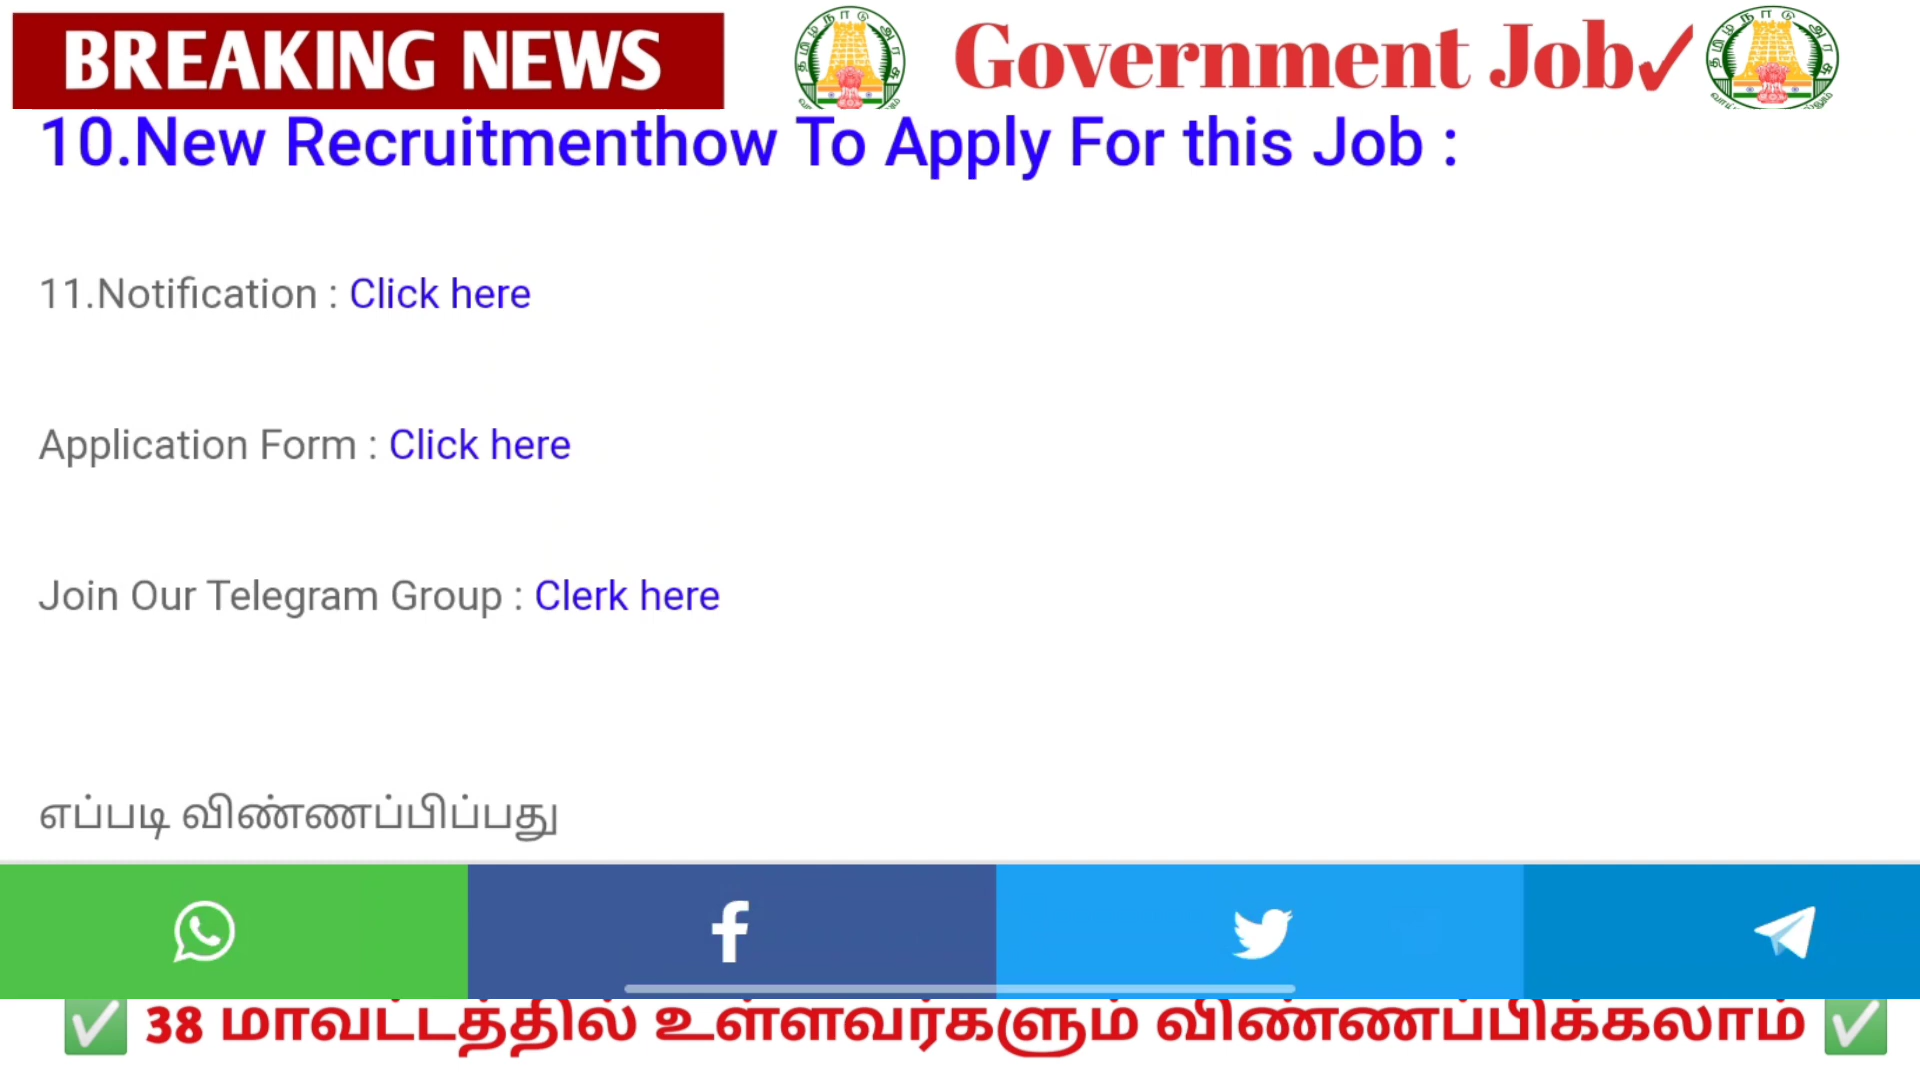 BREAKING NEWS
Government Job✓
10.New Recruitmenthow To Apply For this Job :
11.Notification : Click here
Application Form : Click here
Join Our Telegram Group : Clerk here
எப்படி விண்ணப்பிப்பது
✅ 38 மாவட்டத்தில் உள்ளவர்களும் விண்ணப்பிக்கலாம் ✅